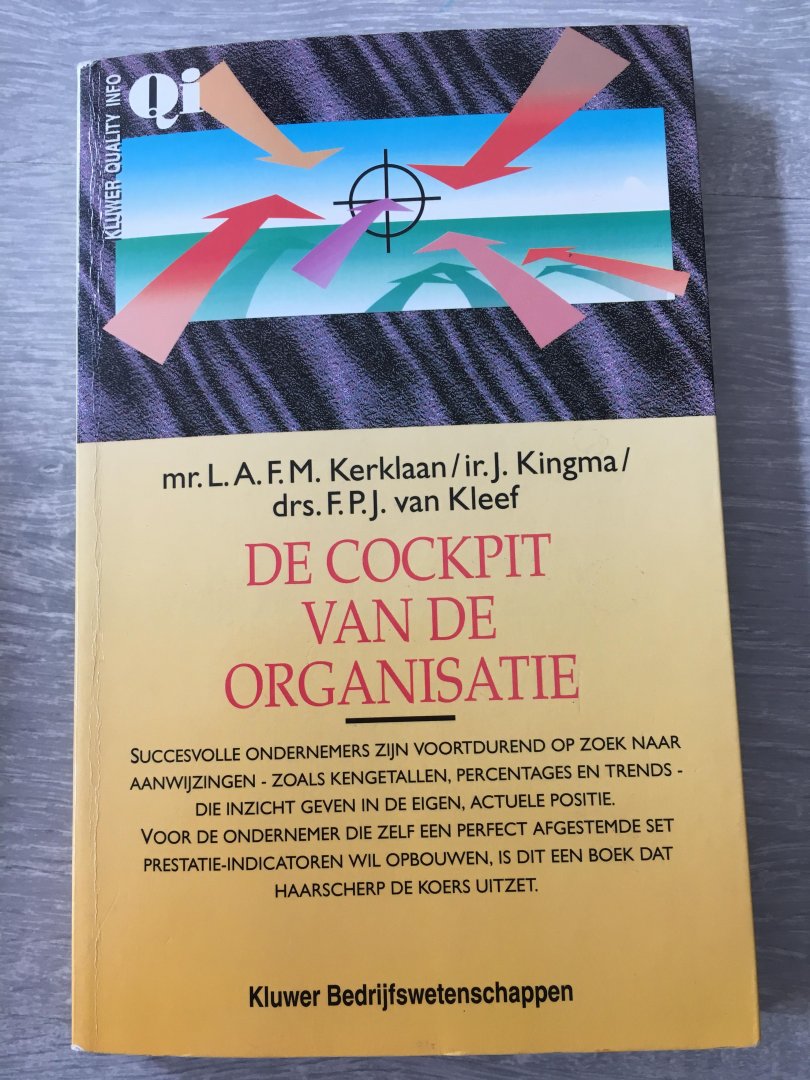 Qi
KLUWER QUALITY INFO
mr. L. A. F. M. Kerklaan/ir. J. Kingma/
drs. F. P. J. van Kleef
DE COCKPIT
VAN DE
ORGANISATIE
SUCCESVOLLE ONDERNEMERS ZIJN VOORTDUREND OP ZOEK NAAR
AANWIJZINGEN - ZOALS KENGETALLEN, PERCENTAGES EN TRENDS -
DIE INZICHT GEVEN IN DE EIGEN, ACTUELE POSITIE.
VOOR DE ONDERNEMER DIE ZELF EEN PERFECT AFGESTEMDE SET
PRESTATIE-INDICATOREN WIL OPBOUWEN, IS DIT EEN BOEK DAT
HAARSCHERP DE KOERS UITZET.
Kluwer Bedrijfswetenschappen